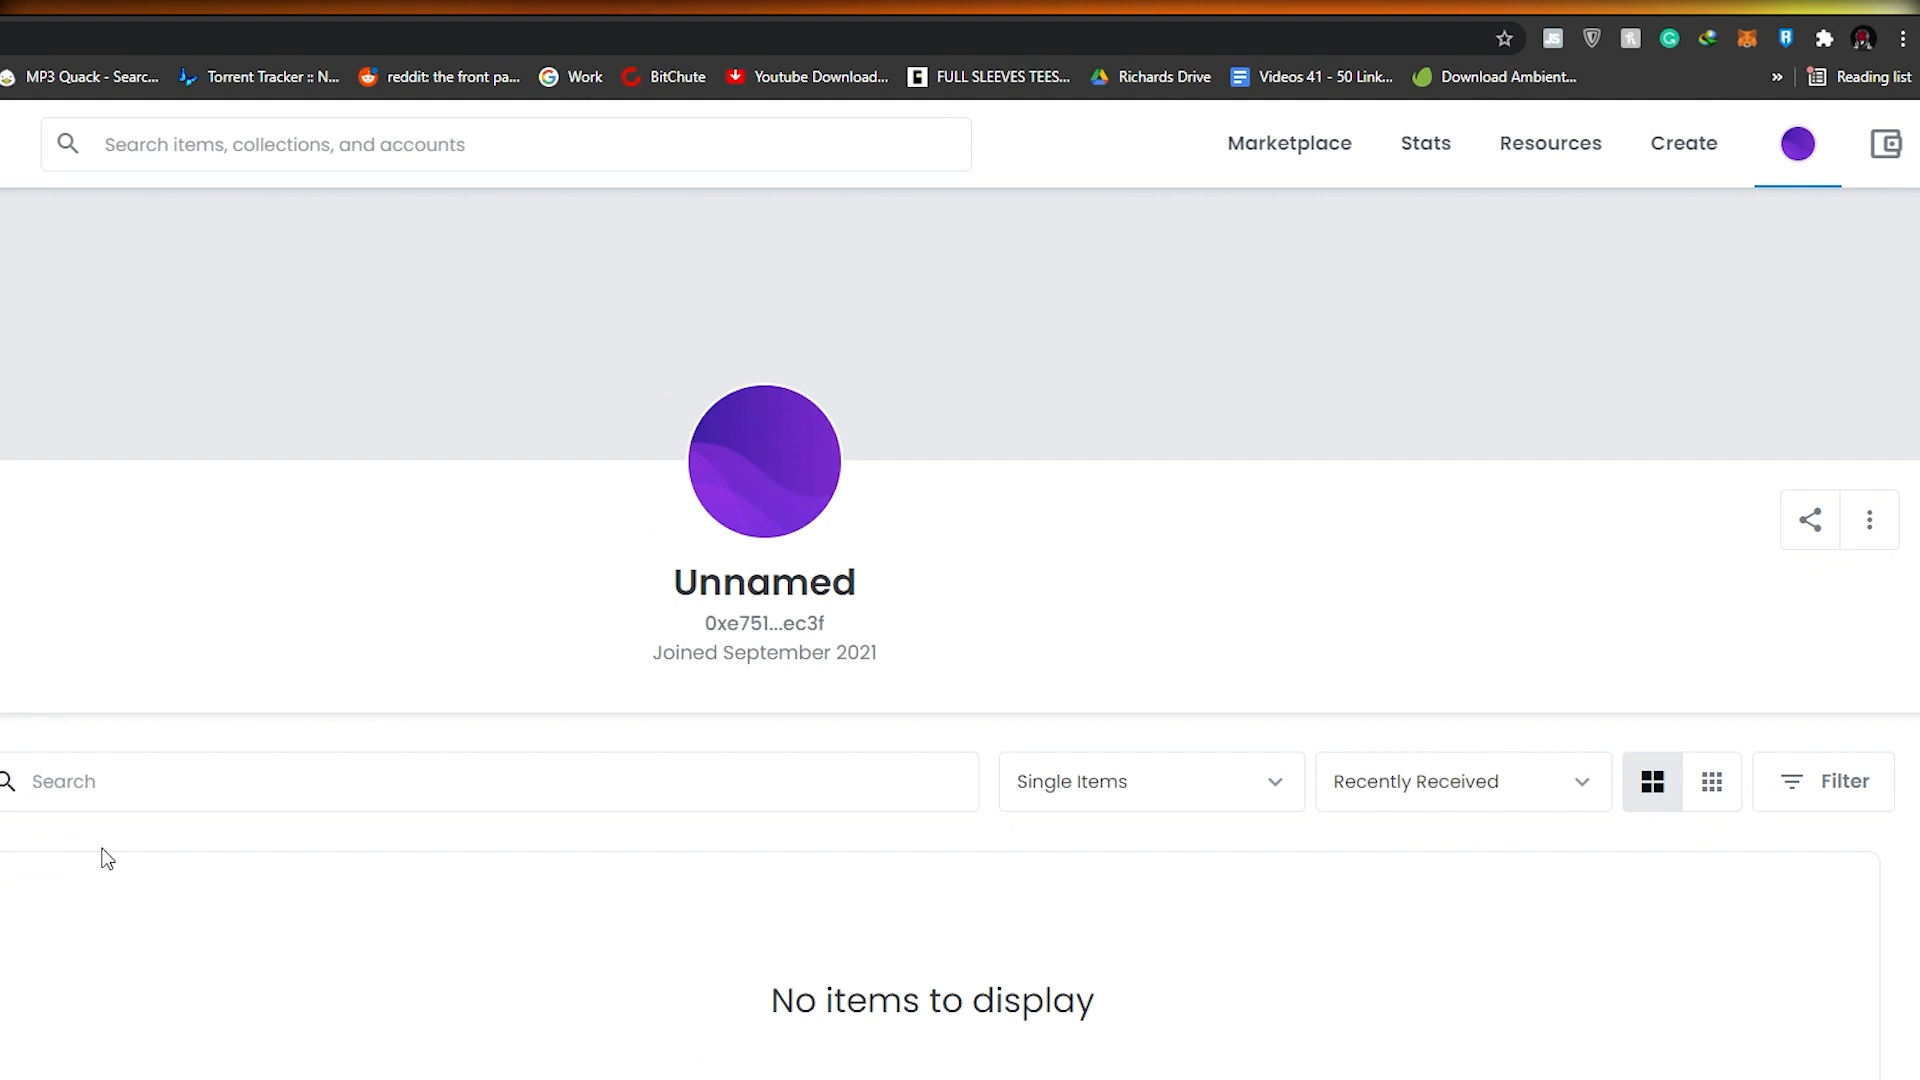 MP3 Quack - Searc...
Torrent Tracker :: N...
reddit: the front pa...
Work
BitChute
Youtube Download...
FULL SLEEVES TEES...
Richards Drive
Videos 41 - 50 Link...
Download Ambient...
»
Reading list
Search items, collections, and accounts
Marketplace
Stats
Resources
Create
Unnamed
0xe751...ec3f
Joined September 2021
Search
Single Items
Recently Received
Filter
No items to display